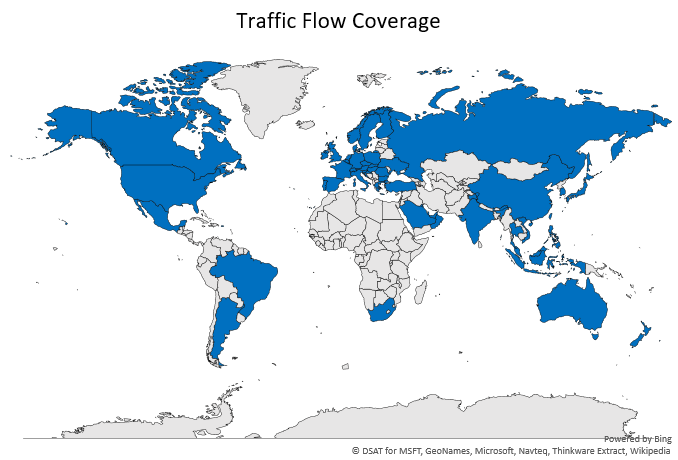 Traffic Flow Coverage
Powered by Bing
© DSAT for MSFT, GeoNames, Microsoft, Navteq, Thinkware Extract, Wikipedia